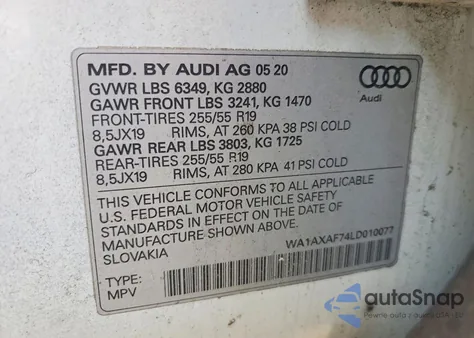 MFD. BY AUDI AG 05 20
GVWR LBS 6349, KG 2880
GAWR FRONT LBS 3241, KG 1470
FRONT-TIRES 255/55 R19
8,5JX19 RIMS, AT 260 KPA 38 PSI COLD
GAWR REAR LBS 3803, KG 1725
REAR-TIRES 255/55 R19
8,5JX19 RIMS, AT 280 KPA 41 PSI COLD
THIS VEHICLE CONFORMS TO ALL APPLICABLE
U.S. FEDERAL MOTOR VEHICLE SAFETY
STANDARDS IN EFFECT ON THE DATE OF
MANUFACTURE SHOWN ABOVE.
SLOVAKIA
WA1AXAF74LD010077
TYPE:
MPV
Audi
autoSnap
Pewne auto z aukcji USA